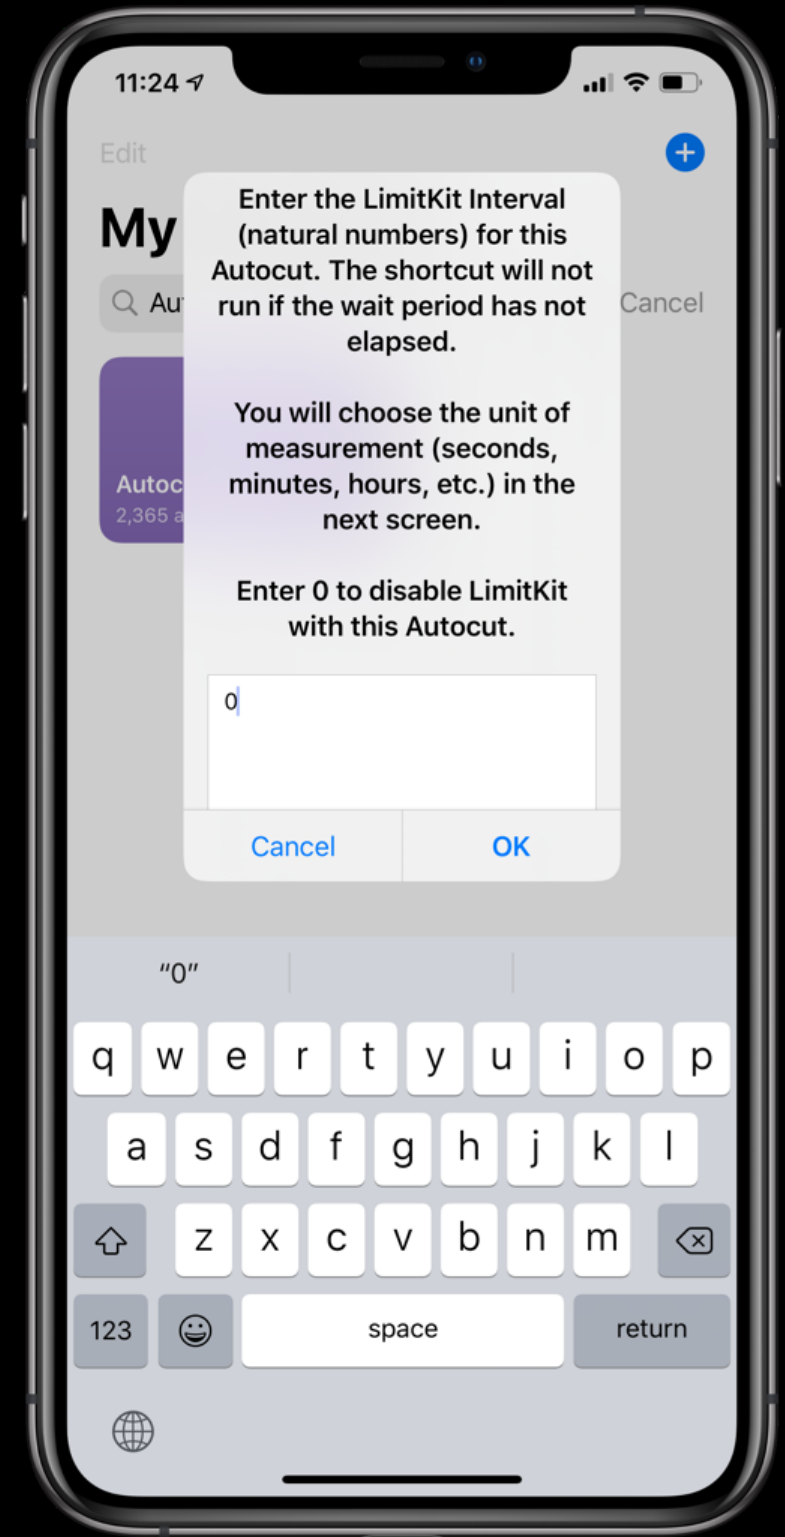 11:24
Edit
My
Enter the LimitKit Interval
(natural numbers) for this
Autocut. The shortcut will not
run if the wait period has not
elapsed.
Cancel
You will choose the unit of
measurement (seconds,
minutes, hours, etc.) in the
next screen.
Autoc
2,365 a
Enter 0 to disable LimitKit
with this Autocut.
0
Cancel OK
“0”
q w e r t y u i o p
a s d f g h j k l
z x c v b n m
123 space return